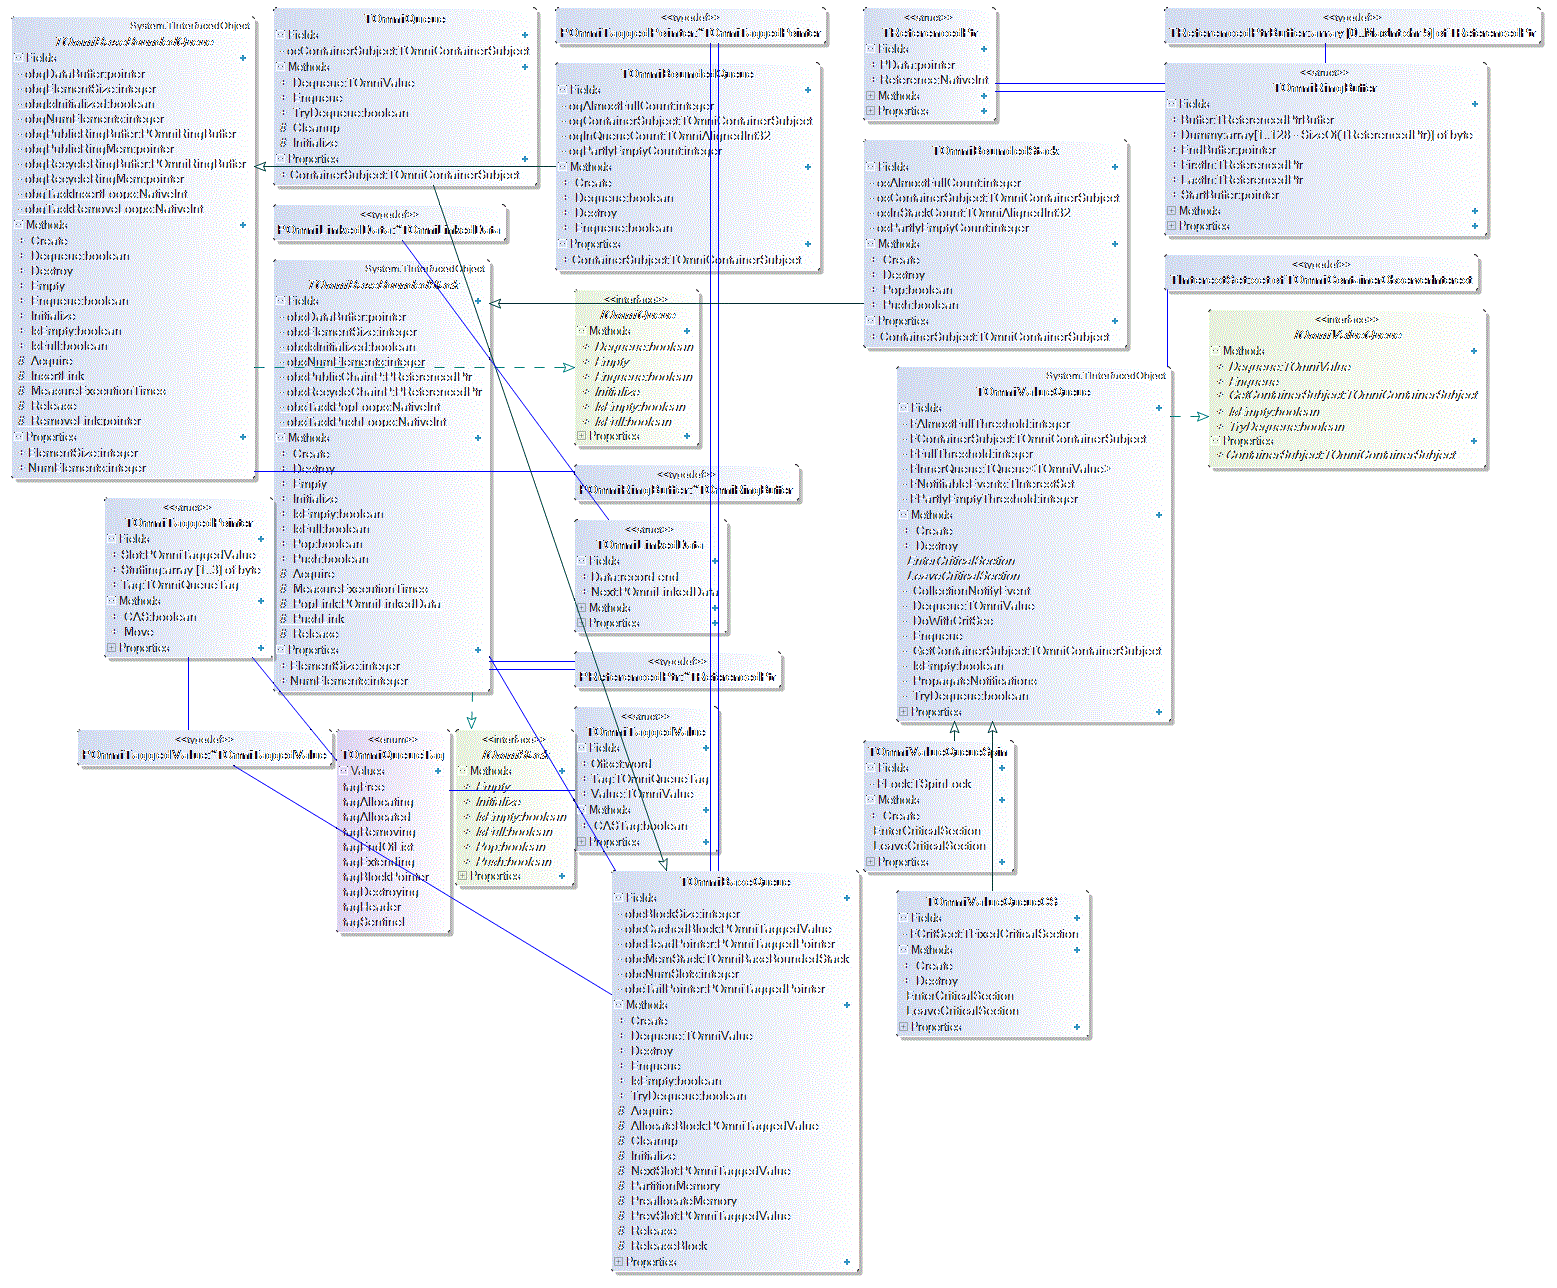 System.TInterfacedObject
TOmniBaseBoundedQueue
Fields
obqDataBuffer:pointer
obqElementSize:integer
obqIsInitialized:boolean
obqNumElements:integer
obqPublicRingBuffer:POmniRingBuffer
obqPublicRingMem:pointer
obqRecycleRingBuffer:POmniRingBuffer
obqRecycleRingMem:pointer
obqTaskInsertLoops:NativeInt
obqTaskRemoveLoops:NativeInt
Methods
Create
Dequeue:boolean
Destroy
Empty
Enqueue:boolean
Initialize
IsEmpty:boolean
IsFull:boolean
Acquire
InsertLink
MeasureExecutionTimes
Release
RemoveLink:pointer
Properties
ElementSize:integer
NumElements:integer
TOmniQueue
Fields
ocContainerSubject:TOmniContainerSubject
Methods
Dequeue:TOmniValue
Enqueue
TryDequeue:boolean
Cleanup
Initialize
Properties
ContainerSubject:TOmniContainerSubject
<<typedef>>
POmniTaggedPointer:^TOmniTaggedPointer
TOmniBoundedQueue
Fields
oqAlmostFullCount:integer
oqContainerSubject:TOmniContainerSubject
oqInQueueCount:TOmniAlignedInt32
oqPartlyEmptyCount:integer
Methods
Create
Dequeue:boolean
Destroy
Enqueue:boolean
Properties
ContainerSubject:TOmniContainerSubject
<<struct>>
TReferencedPtr
Fields
PData:pointer
Reference:NativeInt
Methods
Properties
<<typedef>>
TReferencedPtrBuffer:array [0..MaxInt shr 5] of TReferencedPtr
<<struct>>
TOmniRingBuffer
Fields
Buffer:TReferencedPtrBuffer
Dummy:array[1..128 - SizeOf(TReferencedPtr)] of byte
EndBuffer:pointer
FirstIn:TReferencedPtr
LastIn:TReferencedPtr
StartBuffer:pointer
Methods
Properties
TOmniBoundedStack
Fields
osAlmostFullCount:integer
osContainerSubject:TOmniContainerSubject
osInStackCount:TOmniAlignedInt32
osPartlyEmptyCount:integer
Methods
Create
Destroy
Pop:boolean
Push:boolean
Properties
ContainerSubject:TOmniContainerSubject
<<typedef>>
POmniLinkedData:^TOmniLinkedData
System.TInterfacedObject
TOmniBaseBoundedStack
Fields
obsDataBuffer:pointer
obsElementSize:integer
obsIsInitialized:boolean
obsNumElements:integer
obsPublicChainP:PReferencedPtr
obsRecycleChainP:PReferencedPtr
obsTaskPopLoops:NativeInt
obsTaskPushLoops:NativeInt
Methods
Create
Destroy
Empty
Initialize
IsEmpty:boolean
IsFull:boolean
Pop:boolean
Push:boolean
Acquire
MeasureExecutionTimes
PopLink:POmniLinkedData
PushLink
Release
Properties
ElementSize:integer
NumElements:integer
<<interface>>
IOmniQueue
Methods
Dequeue:boolean
Empty
Enqueue:boolean
Initialize
IsEmpty:boolean
IsFull:boolean
Properties
<<typedef>>
TInterestSet:set of TOmniContainerObserverInterest
<<interface>>
IOmniValueQueue
Methods
Dequeue:TOmniValue
Enqueue
GetContainerSubject:TOmniContainerSubject
IsEmpty:boolean
TryDequeue:boolean
Properties
ContainerSubject:TOmniContainerSubject
System.TInterfacedObject
TOmniValueQueue
Fields
FAlmostFullThreshold:integer
FContainerSubject:TOmniContainerSubject
FFullThreshold:integer
FInnerQueue:TQueue<TOmniValue>
FNotifiableEvents:TInterestSet
FPartlyEmptyThreshold:integer
Methods
Create
Destroy
EnterCriticalSection
LeaveCriticalSection
CollectionNotifyEvent
Dequeue:TOmniValue
DoWithCritSec
Enqueue
GetContainerSubject:TOmniContainerSubject
IsEmpty:boolean
PropagateNotifications
TryDequeue:boolean
Properties
<<typedef>>
POmniRingBuffer:^TOmniRingBuffer
<<struct>>
TOmniTaggedPointer
Fields
Slot:POmniTaggedValue
Stuffing:array [1..3] of byte
Tag:TOmniQueueTag
Methods
CAS:boolean
Move
Properties
<<struct>>
TOmniLinkedData
Fields
Data:record end
Next:POmniLinkedData
Methods
Properties
<<typedef>>
PReferencedPtr:^TReferencedPtr
<<typedef>>
POmniTaggedValue:^TOmniTaggedValue
<<enum>>
TOmniQueueTag
Values
tagFree
tagAllocating
tagAllocated
tagRemoving
tagEndOfList
tagExtending
tagBlockPointer
tagDestroying
tagHeader
tagSentinel
<<interface>>
IOmniStack
Methods
Empty
Initialize
IsEmpty:boolean
IsFull:boolean
Pop:boolean
Push:boolean
Properties
<<struct>>
TOmniTaggedValue
Fields
Offset:word
Tag:TOmniQueueTag
Value:TOmniValue
Methods
CASTag:boolean
Properties
TOmniValueQueueSpin
Fields
FLock:TSpinLock
Methods
Create
EnterCriticalSection
LeaveCriticalSection
Properties
TOmniBaseQueue
Fields
obcBlockSize:integer
obcCachedBlock:POmniTaggedValue
obcHeadPointer:POmniTaggedPointer
obcMemStack:TOmniBaseBoundedStack
obcNumSlots:integer
obcTailPointer:POmniTaggedPointer
Methods
Create
Dequeue:TOmniValue
Destroy
Enqueue
IsEmpty:boolean
TryDequeue:boolean
Acquire
AllocateBlock:POmniTaggedValue
Cleanup
Initialize
NextSlot:POmniTaggedValue
PartitionMemory
PreallocateMemory
PrevSlot:POmniTaggedValue
Release
ReleaseBlock
Properties
TOmniValueQueueCS
Fields
FCritSect:TFixedCriticalSection
Methods
Create
Destroy
EnterCriticalSection
LeaveCriticalSection
Properties